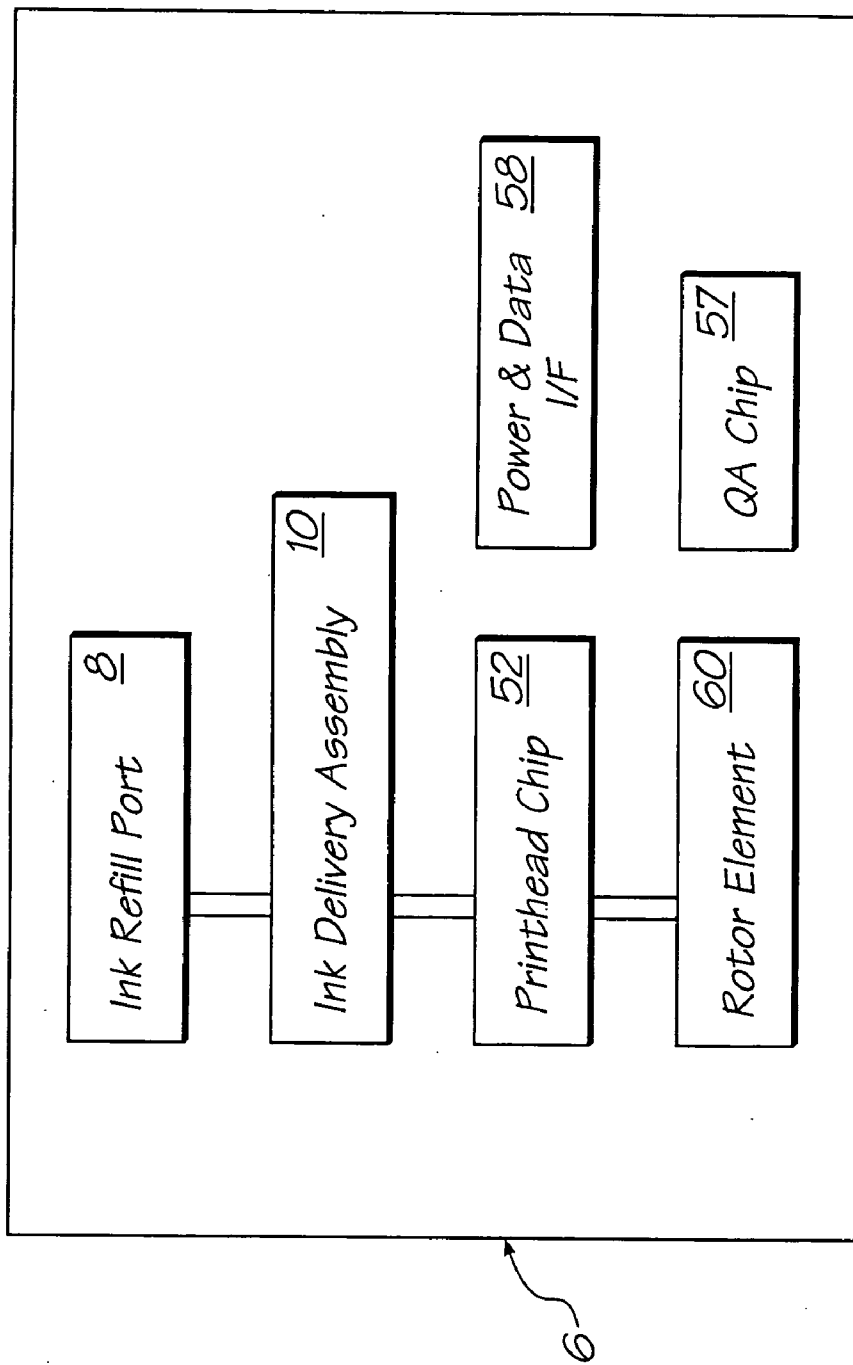 Ink Refill Port 8
Ink Delivery Assembly 10
Printhead Chip 52
Power & Data 58
I/F
Rotor Element 60
QA Chip 57
6